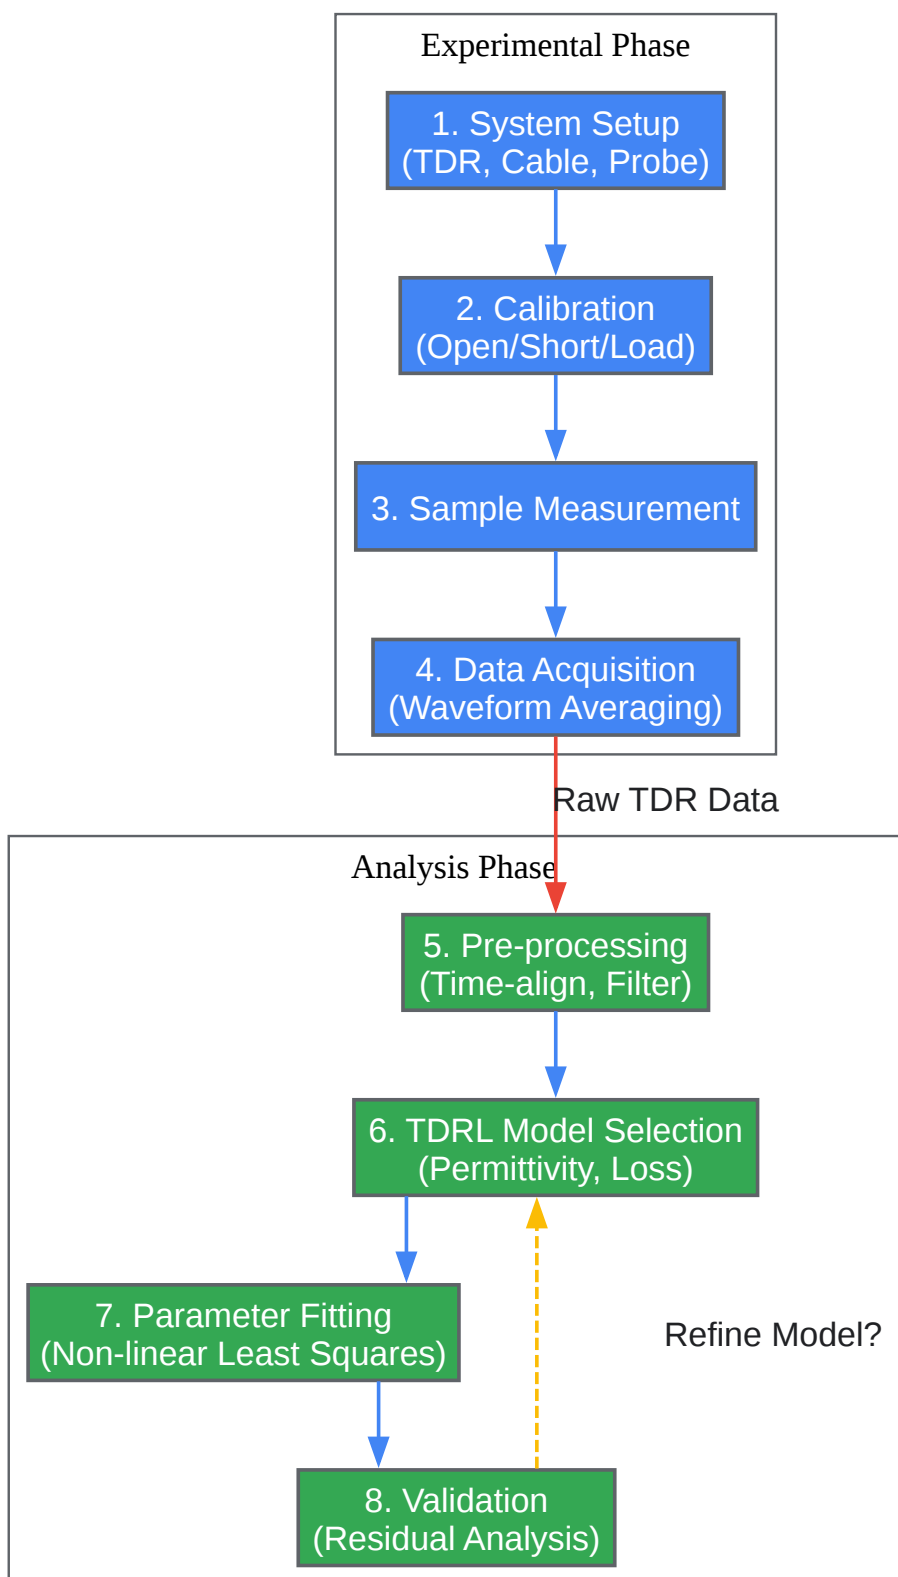 Experimental Phase
1. System Setup
(TDR, Cable, Probe)
2. Calibration
(Open/Short/Load)
3. Sample Measurement
4. Data Acquisition
(Waveform Averaging)
Raw TDR Data
Analysis Phase
5. Pre-processing
(Time-align, Filter)
6. TDRL Model Selection
(Permittivity, Loss)
7. Parameter Fitting
(Non-linear Least Squares)
Refine Model?
8. Validation
(Residual Analysis)